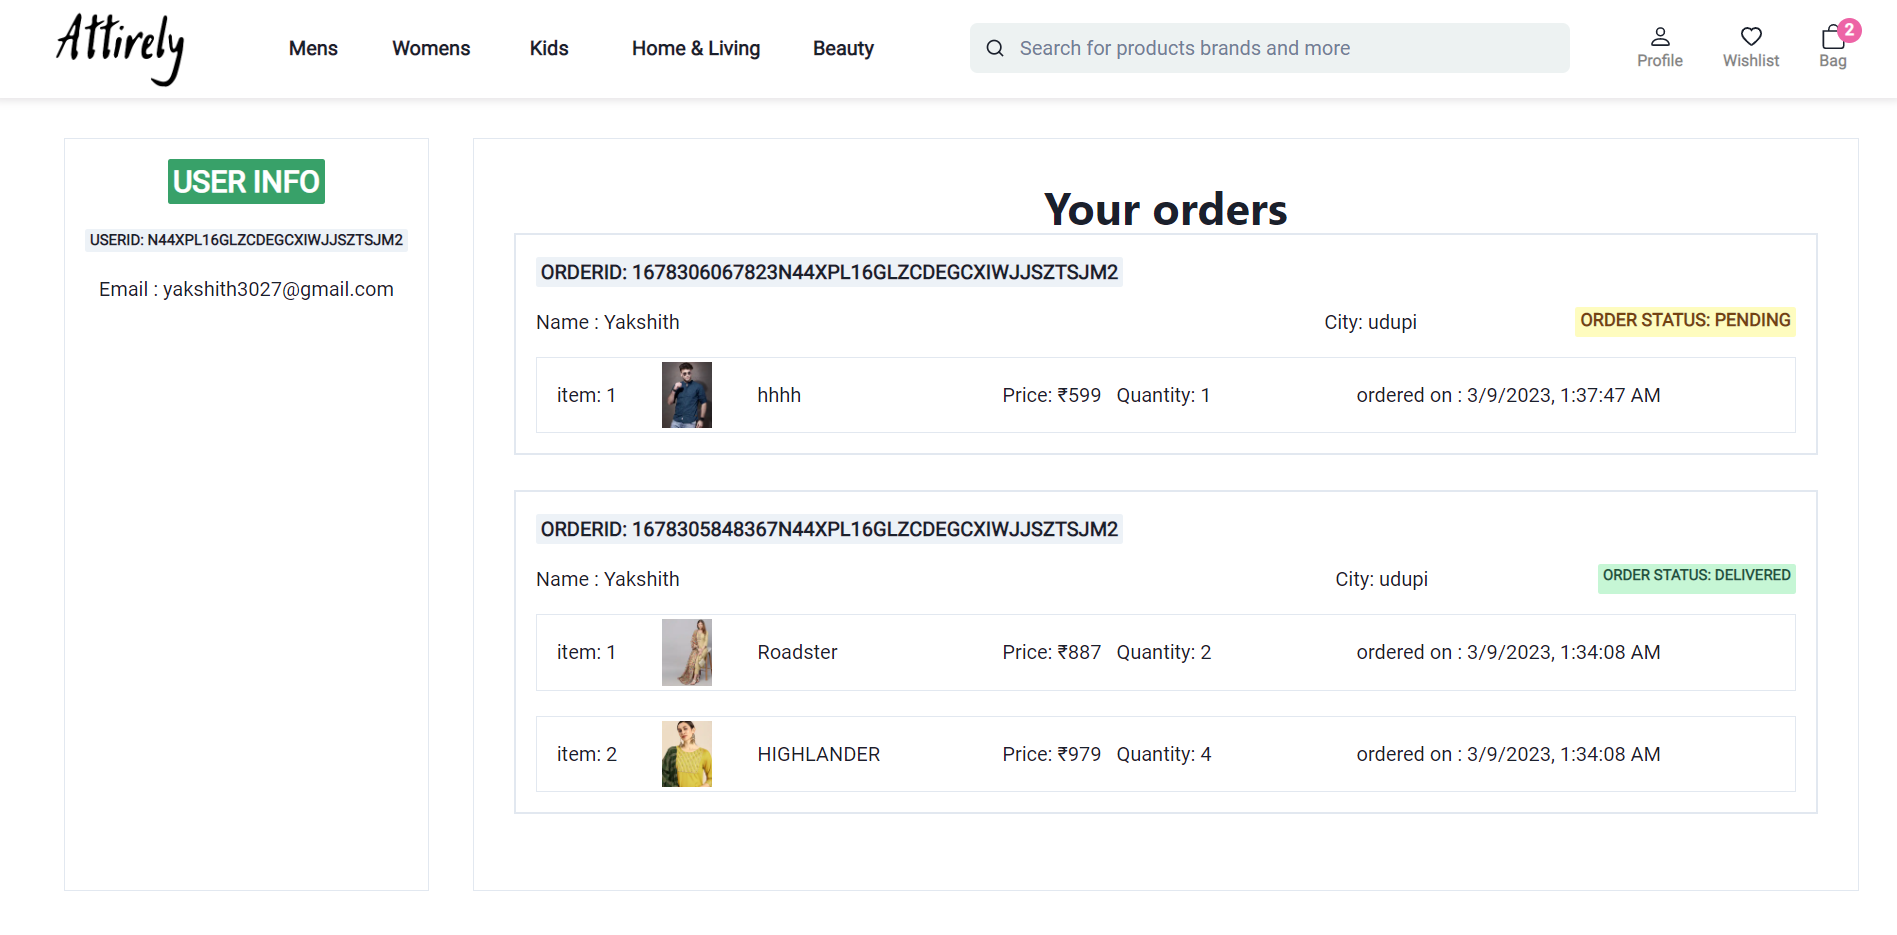 Attirely
Mens Womens Kids Home & Living Beauty
Search for products brands and more
Profile Wishlist Bag 2
USER INFO
USERID: N44XPL16GLZCDEGCXIWJJSZTSJM2
Email : yakshith3027@gmail.com
Your orders
ORDERID: 1678306067823N44XPL16GLZCDEGCXIWJJSZTSJM2
Name : Yakshith City: udupi ORDER STATUS: PENDING
item: 1 hhhh Price: ₹599 Quantity: 1 ordered on : 3/9/2023, 1:37:47 AM
ORDERID: 1678305848367N44XPL16GLZCDEGCXIWJJSZTSJM2
Name : Yakshith City: udupi ORDER STATUS: DELIVERED
item: 1 Roadster Price: ₹887 Quantity: 2 ordered on : 3/9/2023, 1:34:08 AM
item: 2 HIGHLANDER Price: ₹979 Quantity: 4 ordered on : 3/9/2023, 1:34:08 AM